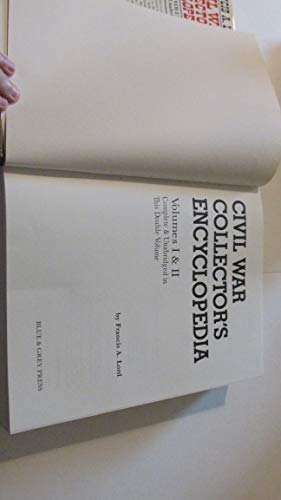 CIVIL WAR
COLLECTOR'S
ENCYCLOPEDIA
Volumes I & II
Complete & Unabridged in
This Double Volume
by Francis A. Lord
BLUE & GREY PRESS